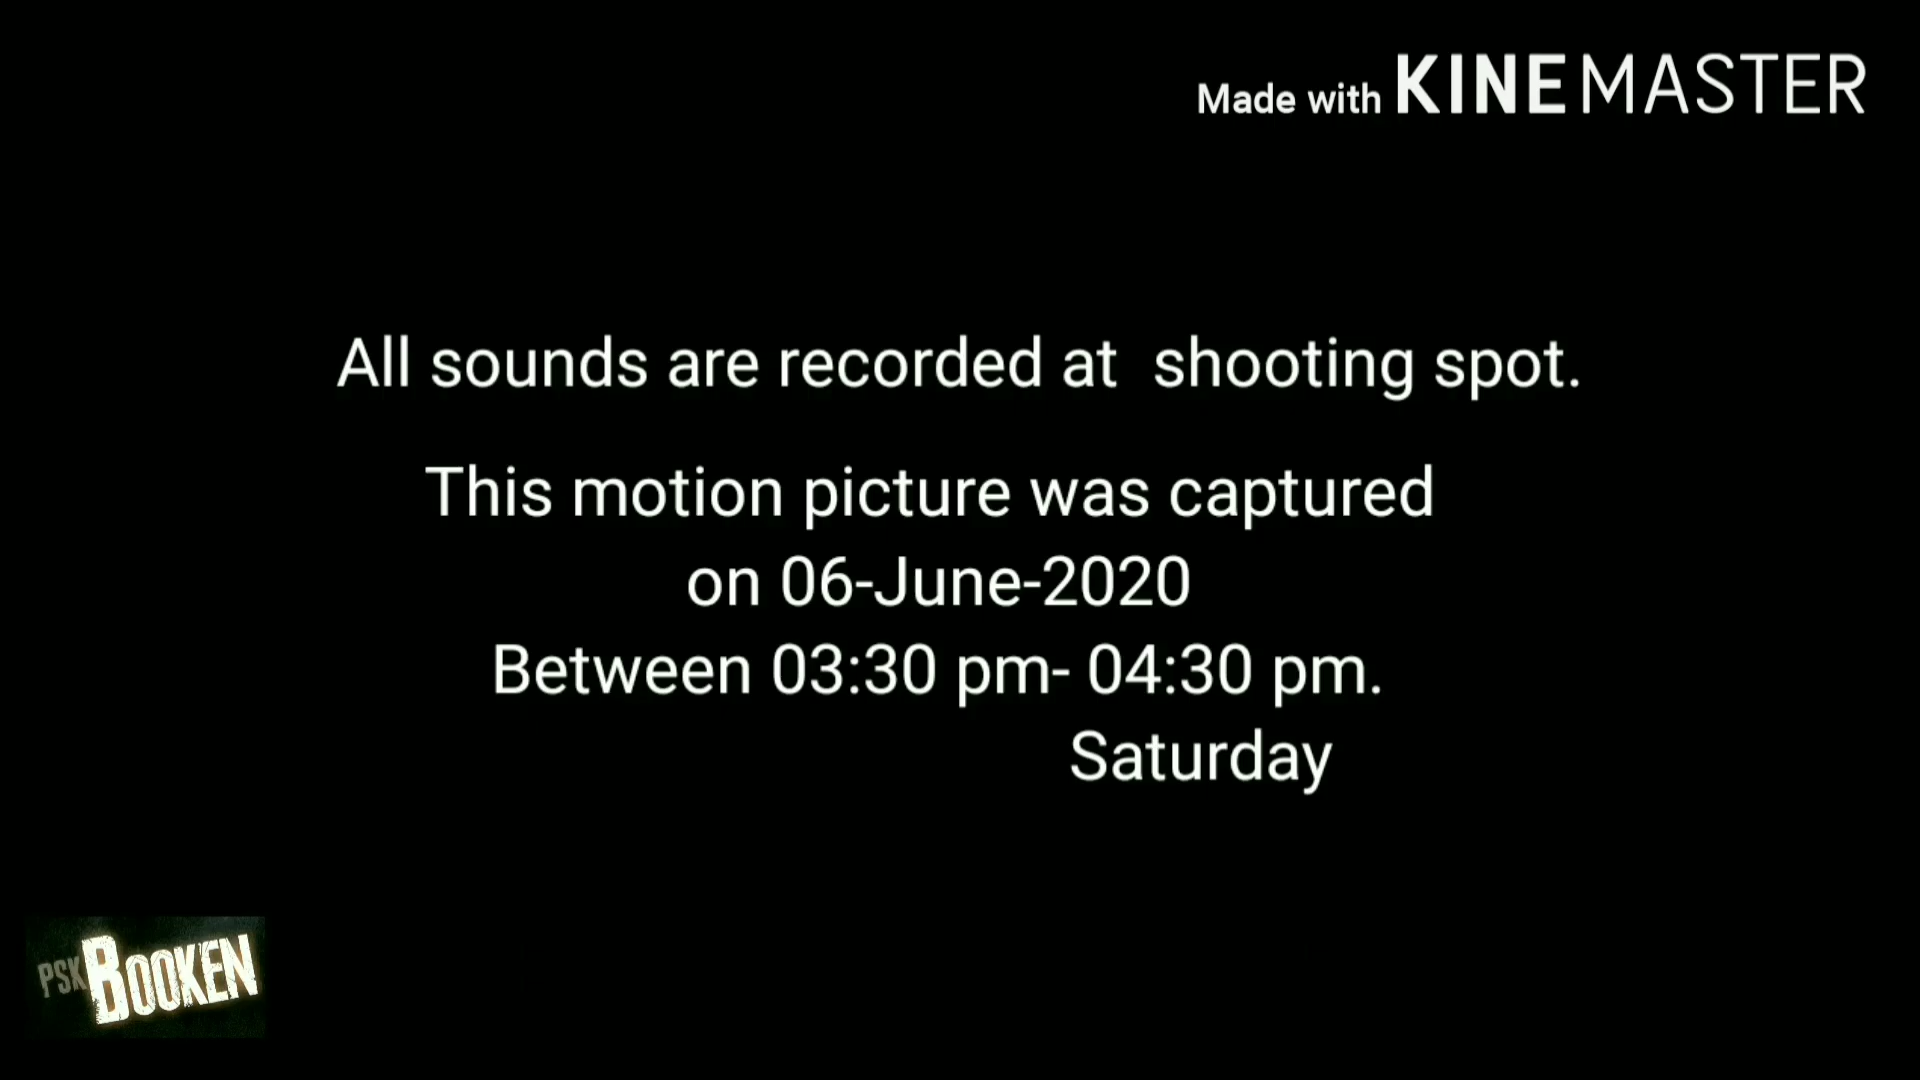 Made with KINEMASTER
All sounds are recorded at  shooting spot.
This motion picture was captured
on 06-June-2020
Between 03:30 pm- 04:30 pm.
Saturday
PSK BOOKEN